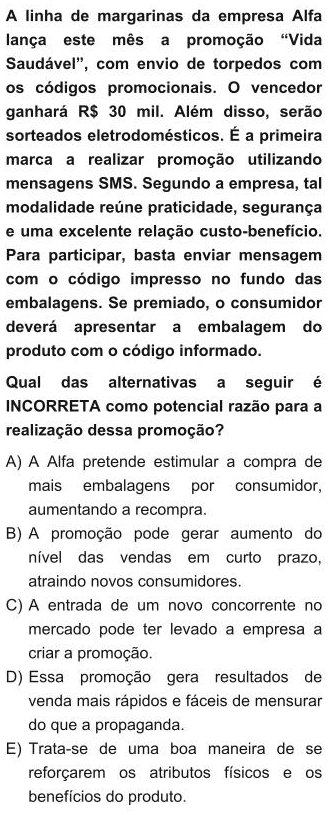 A linha de margarinas da empresa Alfa
lança este mês a promoção “Vida
Saudável”, com envio de torpedos com
os códigos promocionais. O vencedor
ganhará R$ 30 mil. Além disso, serão
sorteados eletrodomésticos. É a primeira
marca a realizar promoção utilizando
mensagens SMS. Segundo a empresa, tal
modalidade reúne praticidade, segurança
e uma excelente relação custo-benefício.
Para participar, basta enviar mensagem
com o código impresso no fundo das
embalagens. Se premiado, o consumidor
deverá apresentar a embalagem do
produto com o código informado.
Qual das alternativas a seguir é
INCORRETA como potencial razão para a
realização dessa promoção?
A) A Alfa pretende estimular a compra de
mais embalagens por consumidor,
aumentando a recompra.
B) A promoção pode gerar aumento do
nível das vendas em curto prazo,
atraindo novos consumidores.
C) A entrada de um novo concorrente no
mercado pode ter levado a empresa a
criar a promoção.
D) Essa promoção gera resultados de
venda mais rápidos e fáceis de mensurar
do que a propaganda.
E) Trata-se de uma boa maneira de se
reforçarem os atributos físicos e os
benefícios do produto.